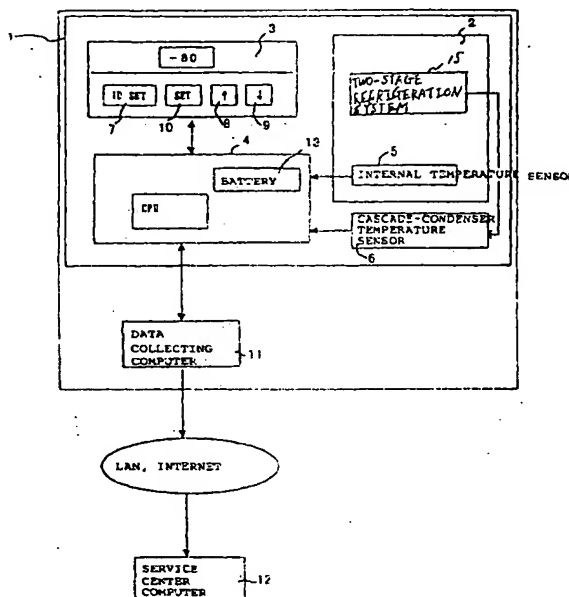 1
3
2
-80
15
TWO-STAGE
REFRIGERATION
SYSTEM
ID SET
SET
↑
↓
7
10
8
9
4
13
5
BATTERY
INTERNAL TEMPERATURE SENSOR
CPU
CASCADE-CONDENSER
TEMPERATURE
SENSOR
6
DATA
COLLECTING
COMPUTER
11
LAN, INTERNET
SERVICE
CENTER
COMPUTER
12